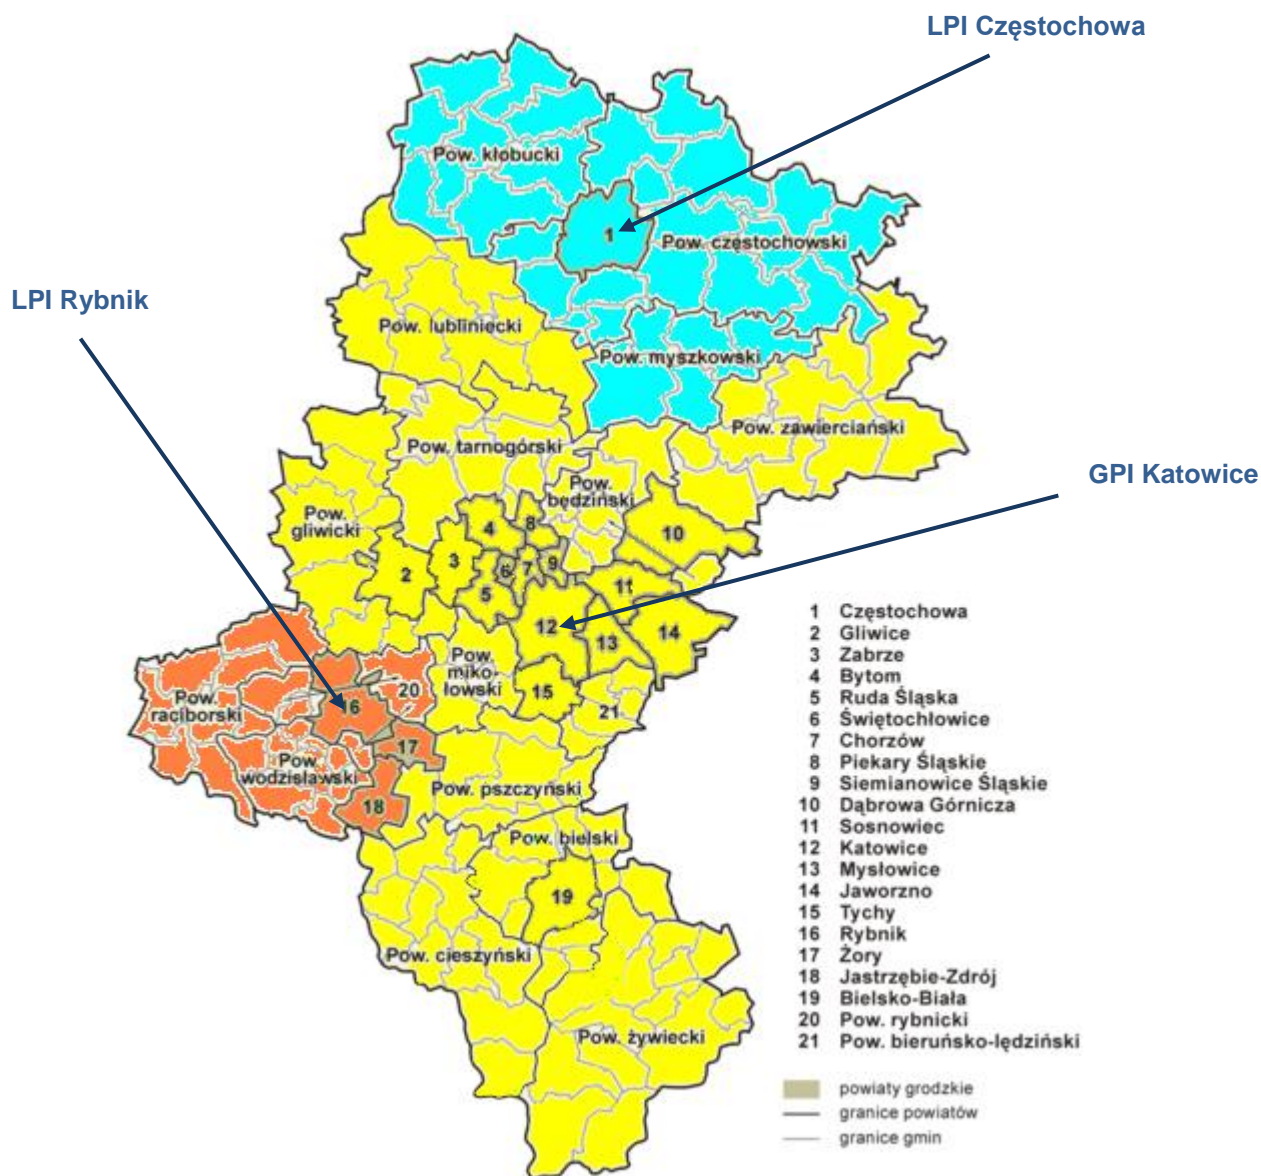 LPI Częstochowa
Pow. kłobucki
1
Pow. częstochowski
LPI Rybnik
Pow. lubliniecki
Pow. myszkowski
Pow. zawierciański
Pow. tarnogórski
GPI Katowice
Pow.
będziński
Pow.
gliwicki
4
8
10
3
2
6
7
9
5
11
12
13
14
Pow.
miko-
łowski
20
15
21
Pow.
raciborski
16
17
Pow.
wodzisławski
18
Pow. pszczyński
Pow. bielski
19
Pow. cieszyński
Pow. żywiecki
1 Częstochowa
2 Gliwice
3 Zabrze
4 Bytom
5 Ruda Śląska
6 Świętochłowice
7 Chorzów
8 Piekary Śląskie
9 Siemianowice Śląskie
10 Dąbrowa Górnicza
11 Sosnowiec
12 Katowice
13 Mysłowice
14 Jaworzno
15 Tychy
16 Rybnik
17 Żory
18 Jastrzębie-Zdrój
19 Bielsko-Biała
20 Pow. rybnicki
21 Pow. bieruńsko-lędziński
powiaty grodzkie
granice powiatów
granice gmin